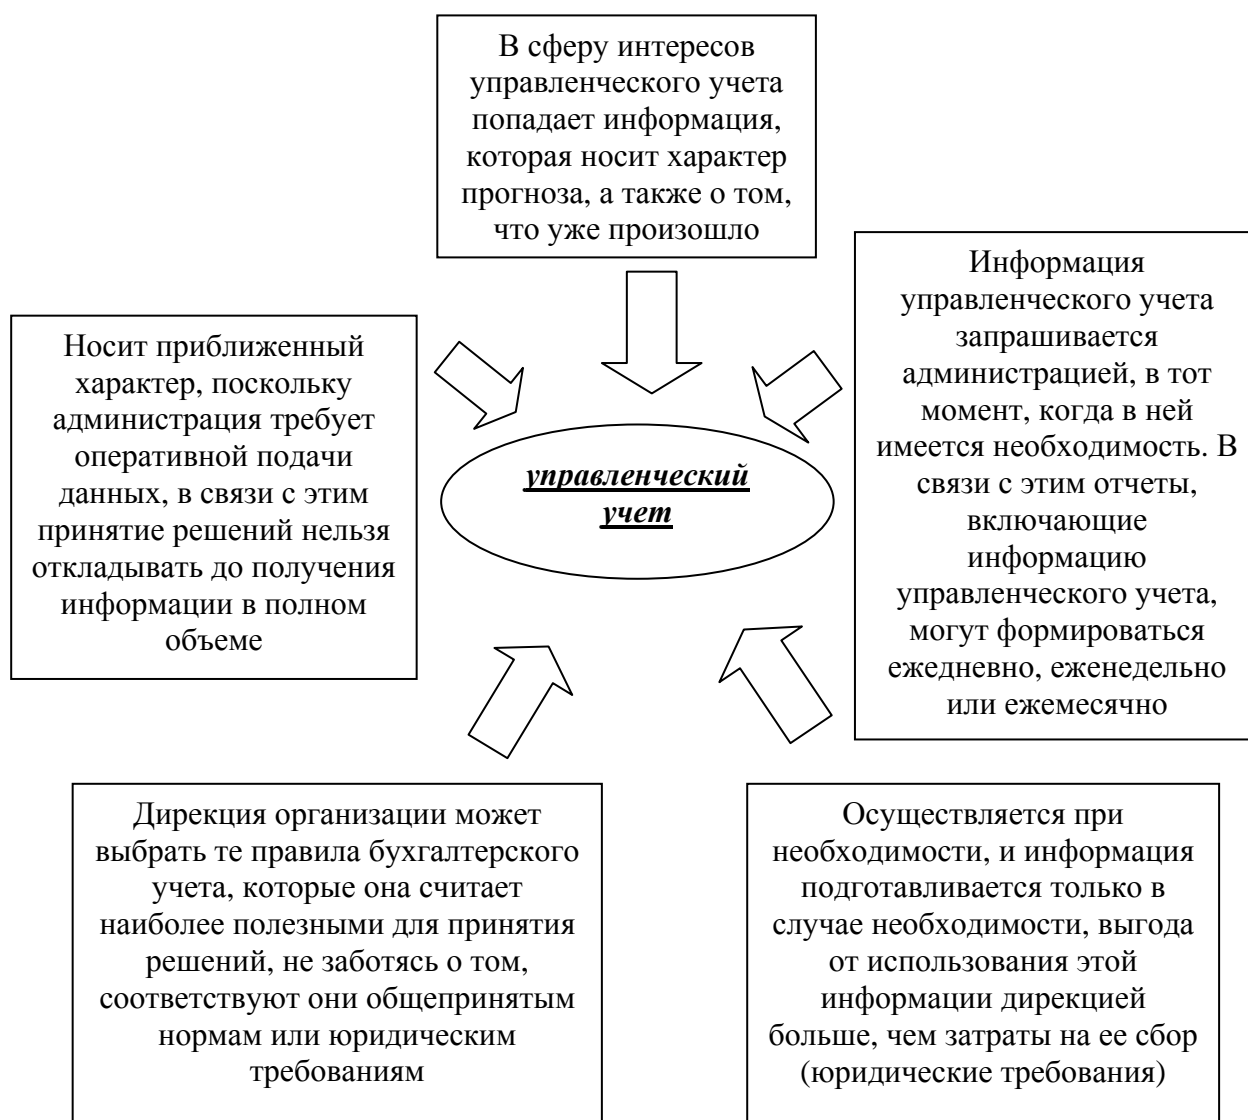 В сферу интересов
управленческого учета
попадает информация,
которая носит характер
прогноза, а также о том,
что уже произошло
Носит приближенный
характер, поскольку
администрация требует
оперативной подачи
данных, в связи с этим
принятие решений нельзя
откладывать до получения
информации в полном
объеме
управленческий
учет
Информация
управленческого учета
запрашивается
администрацией, в тот
момент, когда в ней
имеется необходимость. В
связи с этим отчеты,
включающие
информацию
управленческого учета,
могут формироваться
ежедневно, еженедельно
или ежемесячно
Дирекция организации может
выбрать те правила бухгалтерского
учета, которые она считает
наиболее полезными для принятия
решений, не заботясь о том,
соответствуют они общепринятым
нормам или юридическим
требованиям
Осуществляется при
необходимости, и информация
подготавливается только в
случае необходимости, выгода
от использования этой
информации дирекцией
больше, чем затраты на ее сбор
(юридические требования)